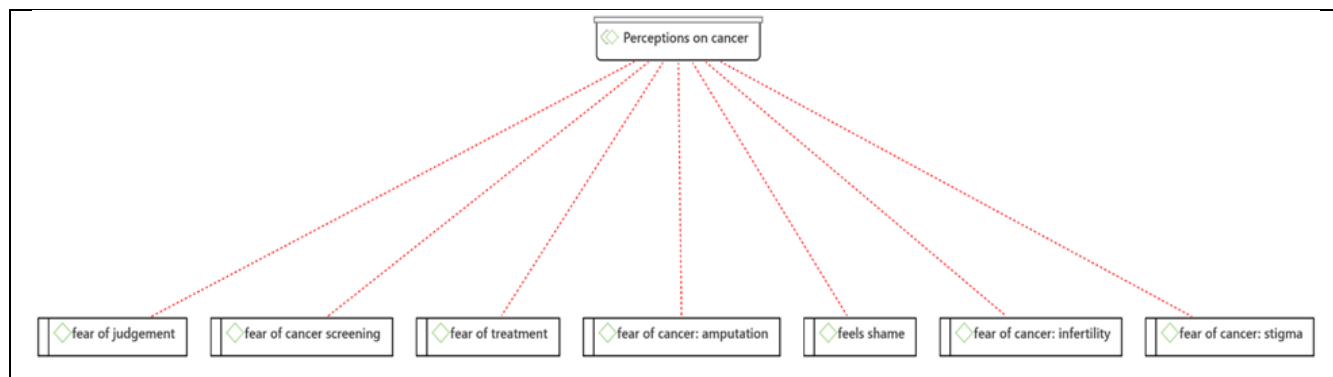 Perceptions on cancer
fear of judgement
fear of cancer screening
fear of treatment
fear of cancer: amputation
feels shame
fear of cancer: infertility
fear of cancer: stigma